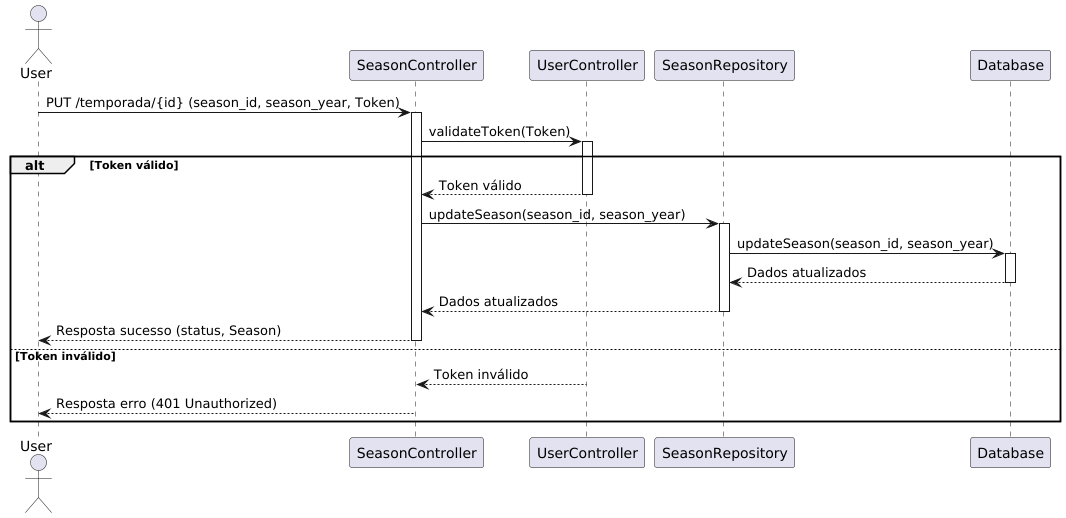 User
SeasonController
UserController
SeasonRepository
Database
PUT /temporada/{id} (season_id, season_year, Token)
validateToken(Token)
alt
[Token válido]
Token válido
updateSeason(season_id, season_year)
updateSeason(season_id, season_year)
Dados atualizados
Dados atualizados
Resposta sucesso (status, Season)
[Token inválido]
Token inválido
Resposta erro (401 Unauthorized)
User
SeasonController
UserController
SeasonRepository
Database